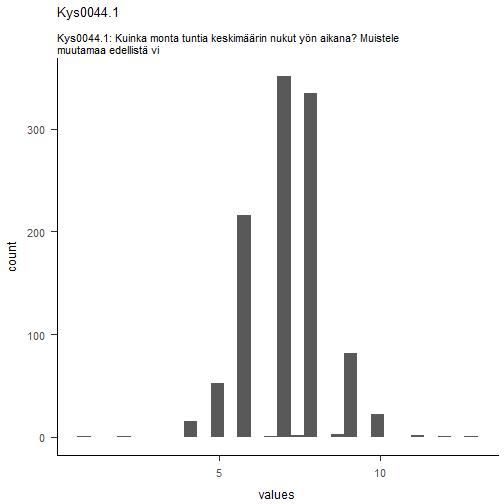 Kys0044.1
Kys0044.1: Kuinka monta tuntia keskimäärin nukut yön aikana? Muistele
muutamaa edellistä vi
300
200
100
0
count
5
10
values